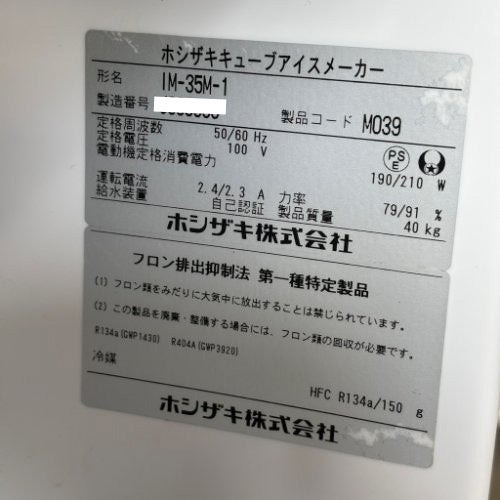 ホシザキキューブアイスメーカー
形名 IM-35M-1
製造番号
製品コード M039
定格周波数 50/60 Hz
定格電圧 100 V
電動機定格消費電力 190/210 W
PSE
運転電流 2.4/2.3 A 力率 79/91 %
給水装置 自己認証 製品質量 40 kg
ホシザキ株式会社
フロン排出抑制法 第一種特定製品
(1) フロン類をみだりに大気中に放出することは禁じられています。
(2) この製品を廃棄・整備する場合には、フロン類の回収が必要です。
R134a(GWP1430) R404A(GWP3920)
冷媒 HFC R134a/150 g
ホシザキ株式会社